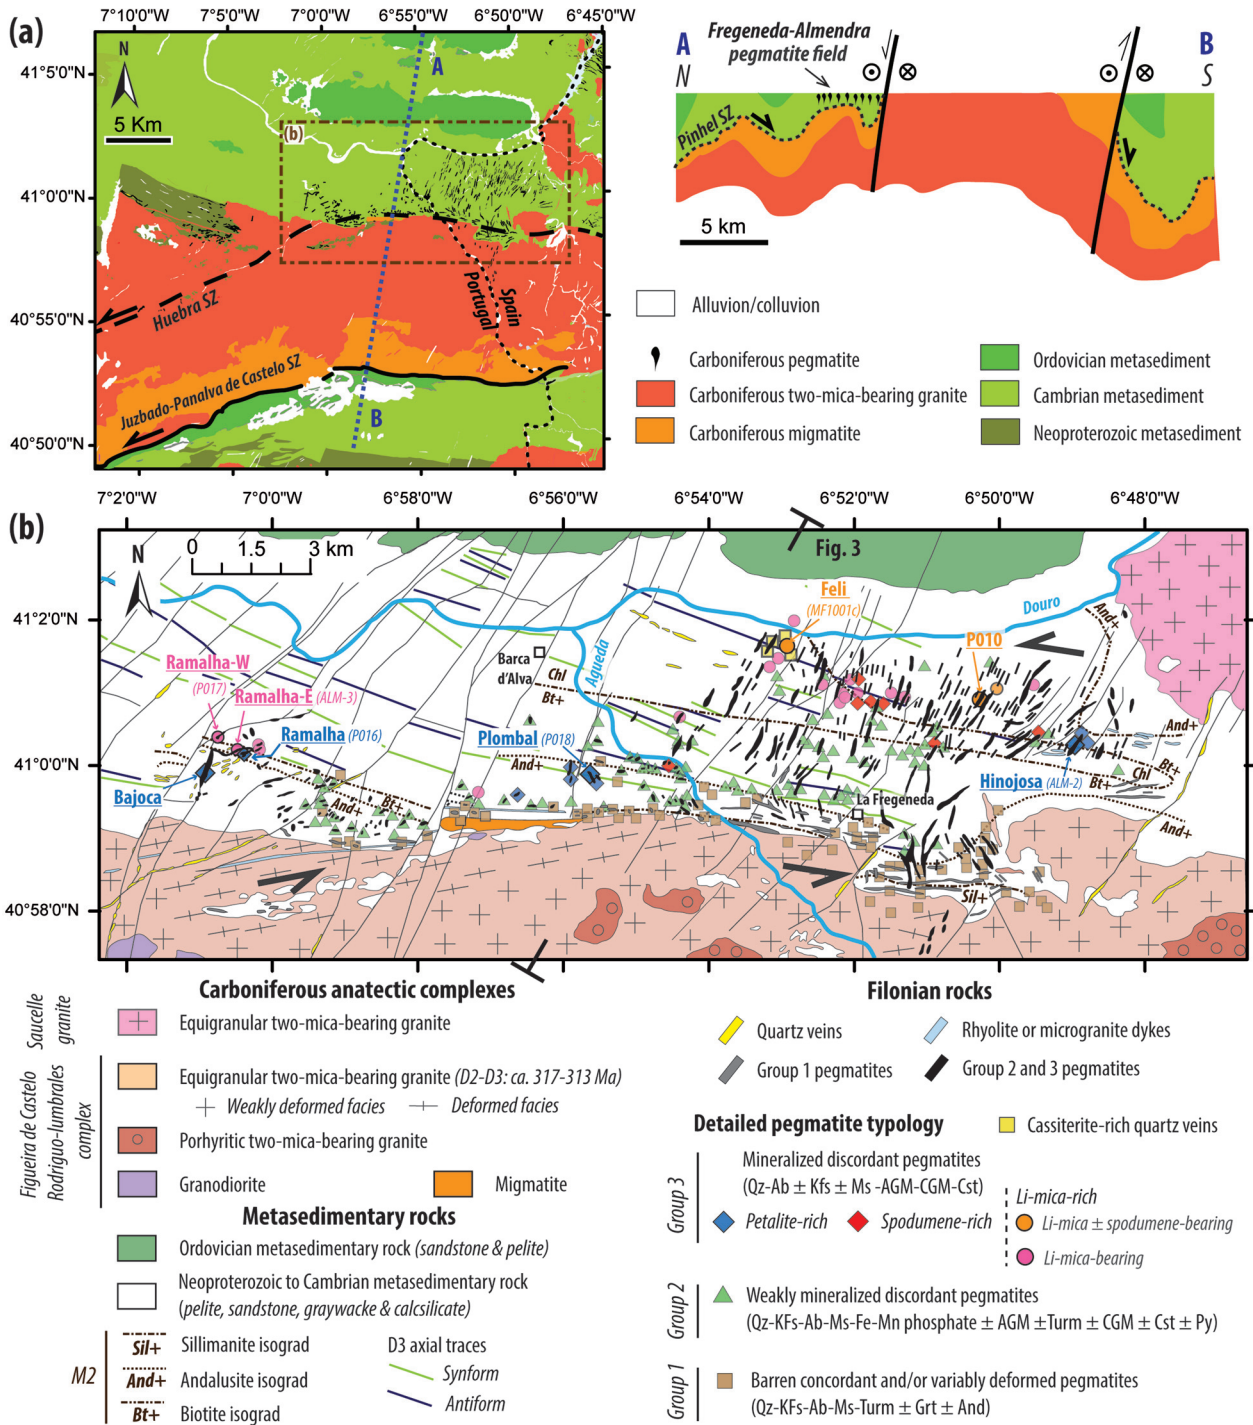 (a)
7°10'0"W
7°5'0"W
7°0'0"W
6°55'0"W
6°50'0"W
6°45'0"W
41°5'0"N
41°0'0"N
40°55'0"N
40°50'0"N
N
5 Km
A
(b)
Huebra SZ
Portugal
Spain
Juzbado-Panalva de Castelo SZ
B
A
N
Fregeneda-Almendra
pegmatite field
B
S
Pinhel SZ
5 km
Alluvion/colluvion
Carboniferous pegmatite
Carboniferous two-mica-bearing granite
Carboniferous migmatite
Ordovician metasediment
Cambrian metasediment
Neoproterozoic metasediment
(b)
7°2'0"W
7°0'0"W
6°58'0"W
6°56'0"W
6°54'0"W
6°52'0"W
6°50'0"W
6°48'0"W
41°2'0"N
41°0'0"N
40°58'0"N
N
0 1.5 3 km
Fig. 3
Feli
(MF1001c)
Douro
And+
P010
Barca
d'Alva
Agueda
Chl
Bt+
Ramalha-W
(P017)
Ramalha-E (ALM-3)
Ramalha (P016)
Plombal (P018)
And+
Bajoca
And+
Bt+
And+
Bt+
Chl
Bt+
Hinojosa
(ALM-2)
La Fregeneda
And+
Sil+
Carboniferous anatectic complexes
Saucelle
granite
Equigranular two-mica-bearing granite
Figueira de Castelo
Rodriguo-lumbrales
complex
Equigranular two-mica-bearing granite (D2-D3: ca. 317-313 Ma)
Weakly deformed facies
Deformed facies
Porhyritic two-mica-bearing granite
Granodiorite
Migmatite
Metasedimentary rocks
Ordovician metasedimentary rock (sandstone & pelite)
Neoproterozoic to Cambrian metasedimentary rock
(pelite, sandstone, graywacke & calcsilicate)
M2
Sil+ Sillimanite isograd
And+ Andalusite isograd
Bt+ Biotite isograd
D3 axial traces
Synform
Antiform
Filonian rocks
Quartz veins
Rhyolite or microgranite dykes
Group 1 pegmatites
Group 2 and 3 pegmatites
Detailed pegmatite typology
Cassiterite-rich quartz veins
Group 3
Mineralized discordant pegmatites
(Qz-Ab ± Kfs ± Ms -AGM-CGM-Cst)
Petalite-rich
Spodumene-rich
Li-mica-rich
Li-mica ± spodumene-bearing
Li-mica-bearing
Group 2
Weakly mineralized discordant pegmatites
(Qz-KFs-Ab-Ms-Fe-Mn phosphate ± AGM ±Turm ± CGM ± Cst ± Py)
Group 1
Barren concordant and/or variably deformed pegmatites
(Qz-KFs-Ab-Ms-Turm ± Grt ± And)